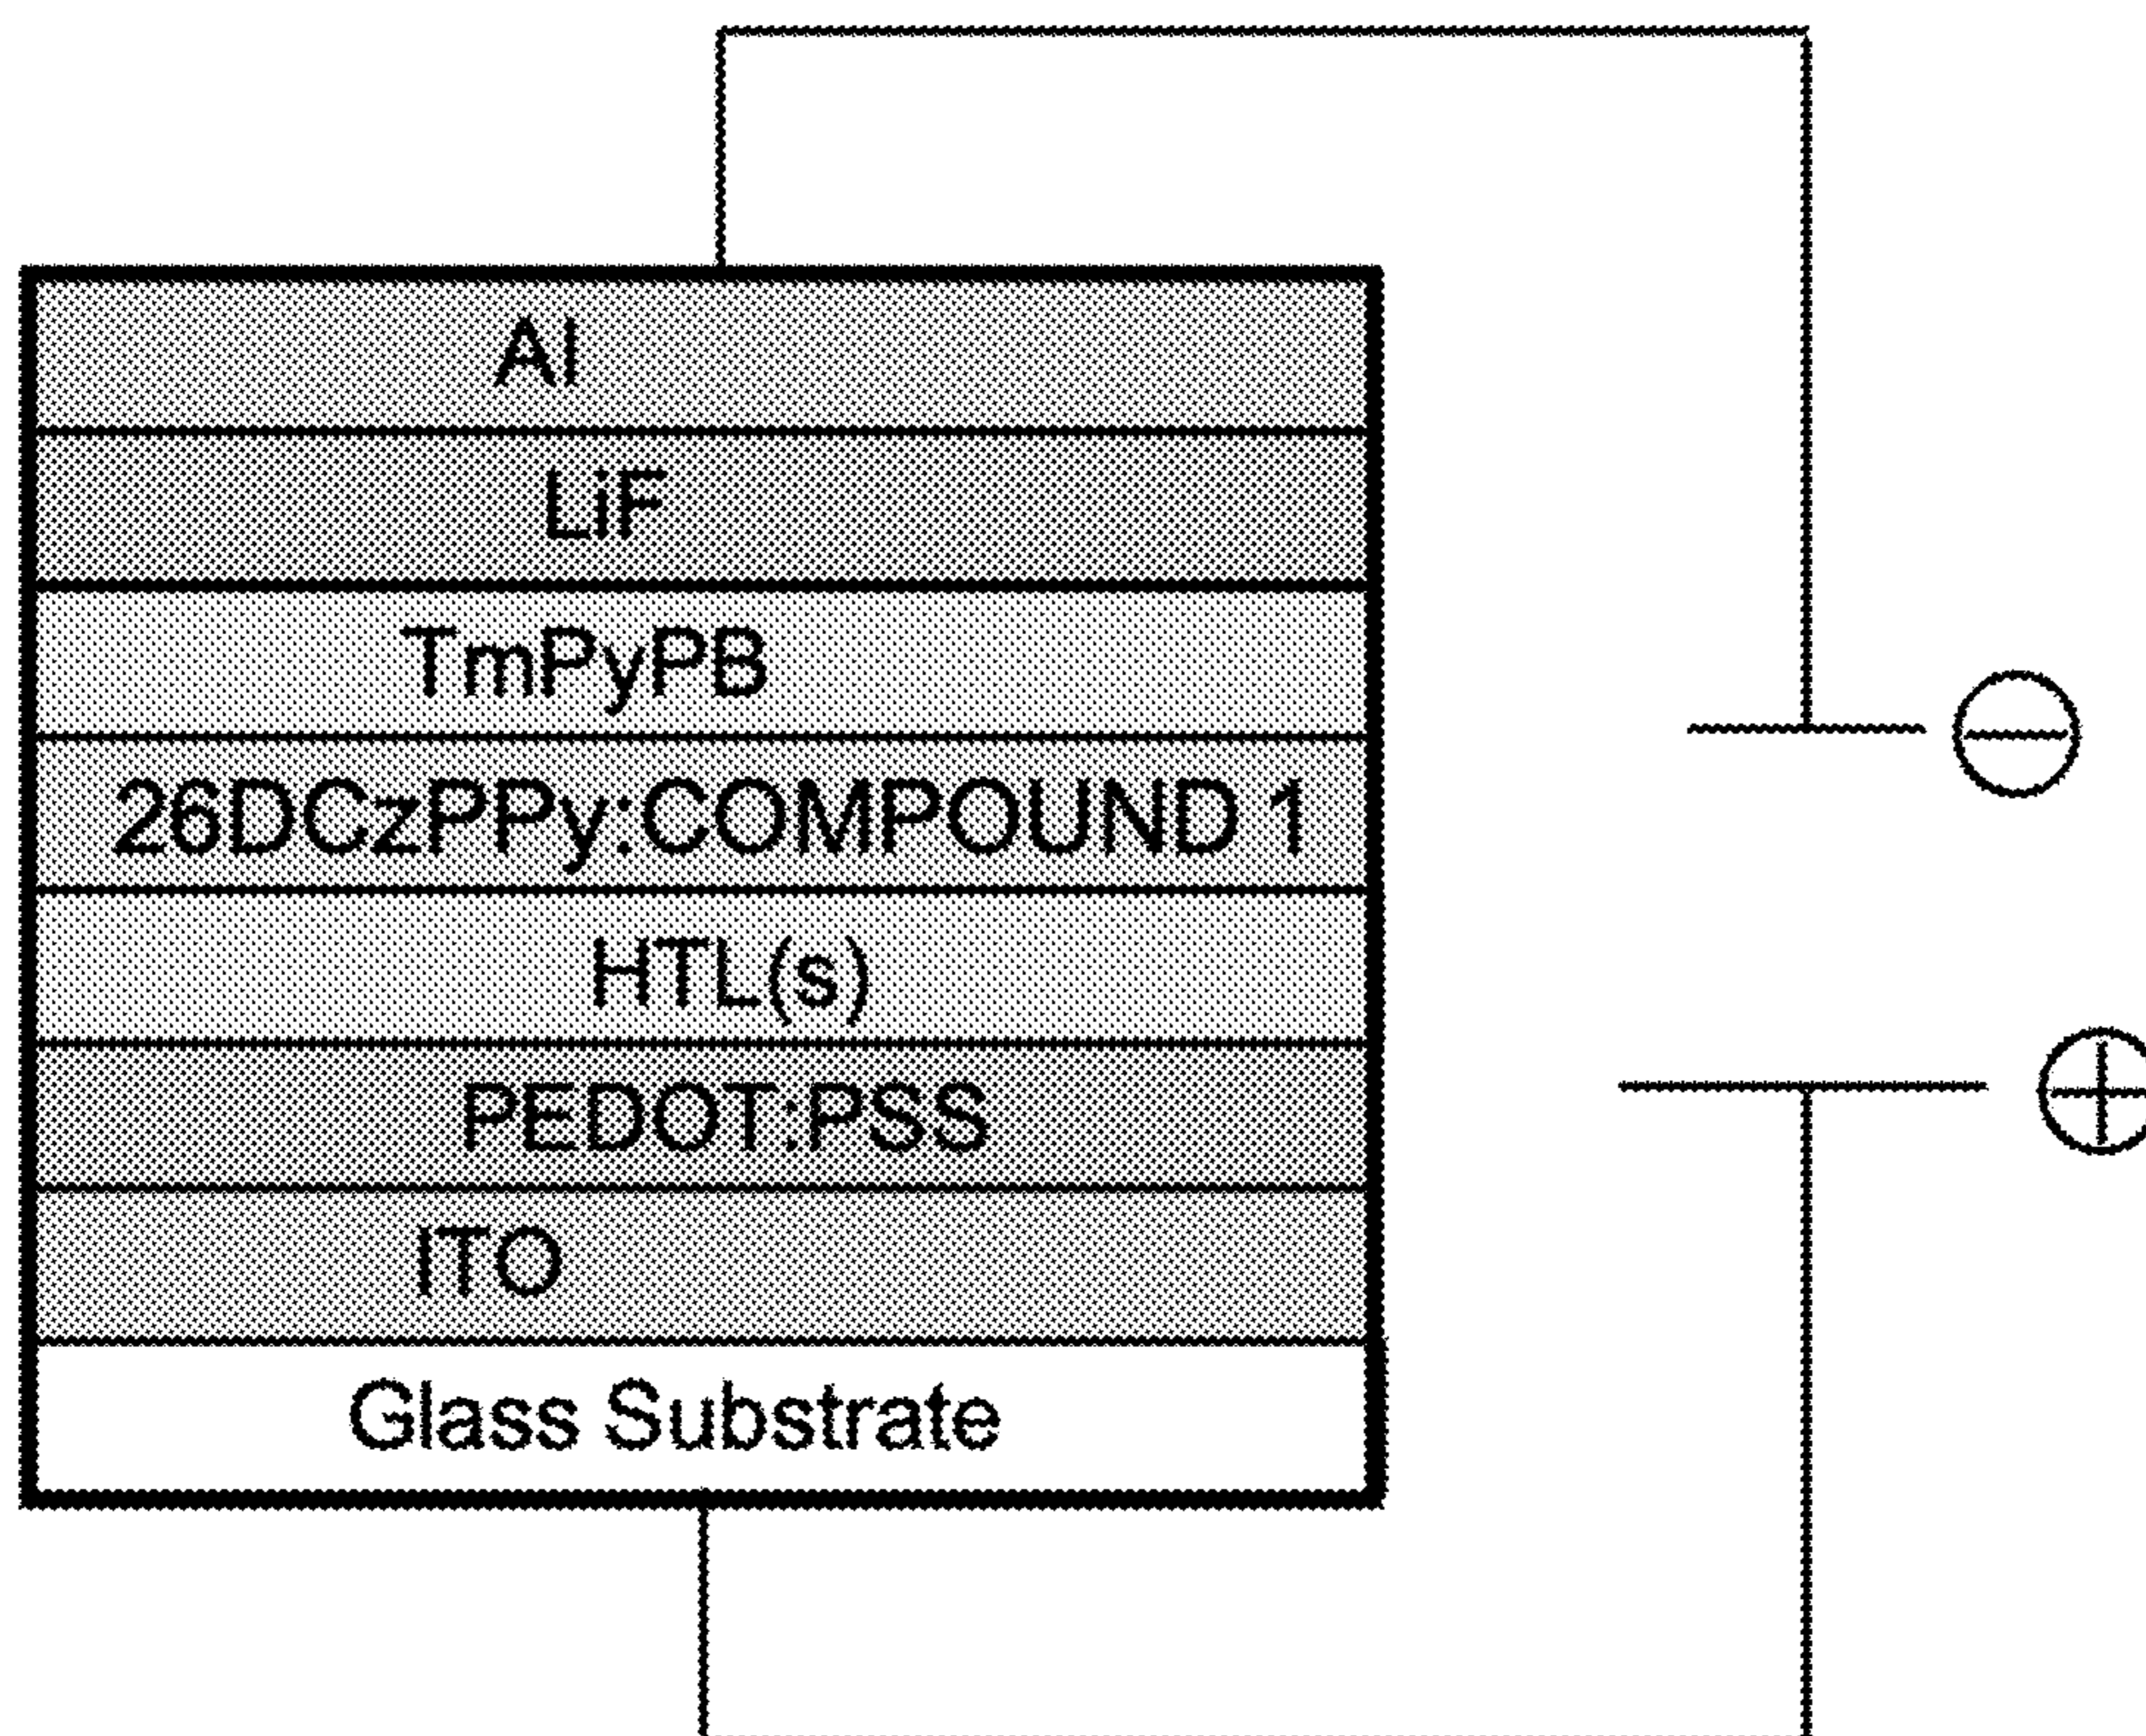 Al
LiF
TmPyPB
26DCzPPy:COMPOUND 1
HTL(s)
PEDOT:PSS
ITO
Glass Substrate